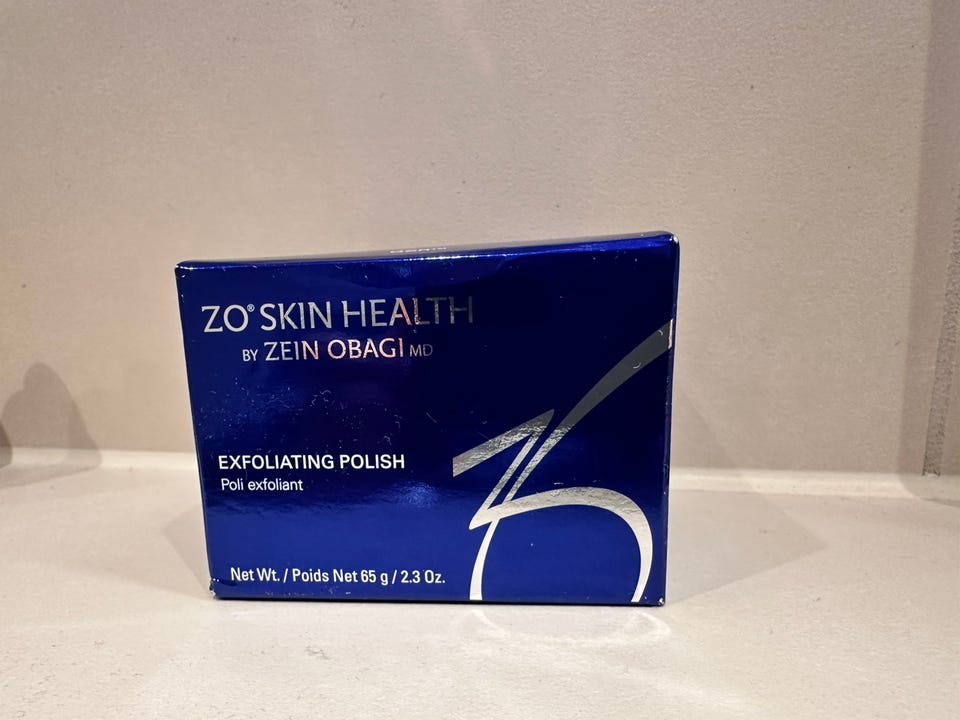 ZO® SKIN HEALTH
BY ZEIN OBAGI MD
EXFOLIATING POLISH
Poli exfoliant
Net Wt. / Poids Net 65 g / 2.3 Oz.